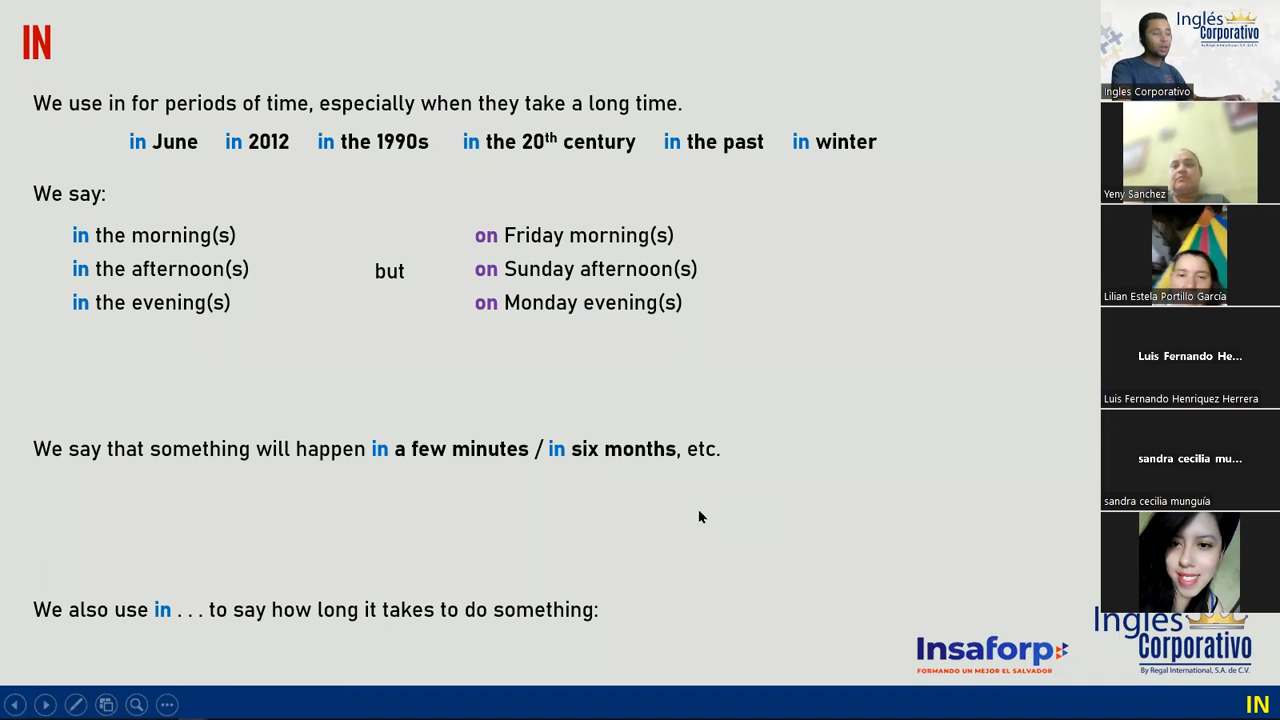 IN
We use in for periods of time, especially when they take a long time.
in June in 2012 in the 1990s in the 20th century in the past in winter
We say:
in the morning(s) on Friday morning(s)
in the afternoon(s) but on Sunday afternoon(s)
in the evening(s) on Monday evening(s)
We say that something will happen in a few minutes / in six months, etc.
We also use in . . . to say how long it takes to do something:
Insaforp
FORMANDO UN MEJOR EL SALVADOR
Inglés
Corporativo
By Regal International, S.A. de C.V.
IN
Inglés
Corporativo
By Regal International, S.A. de C.V.
Ingles Corporativo
Yeny Sanchez
Lilian Estela Portillo García
Luis Fernando He...
Luis Fernando Henriquez Herrera
sandra cecilia mu...
sandra cecilia munguía